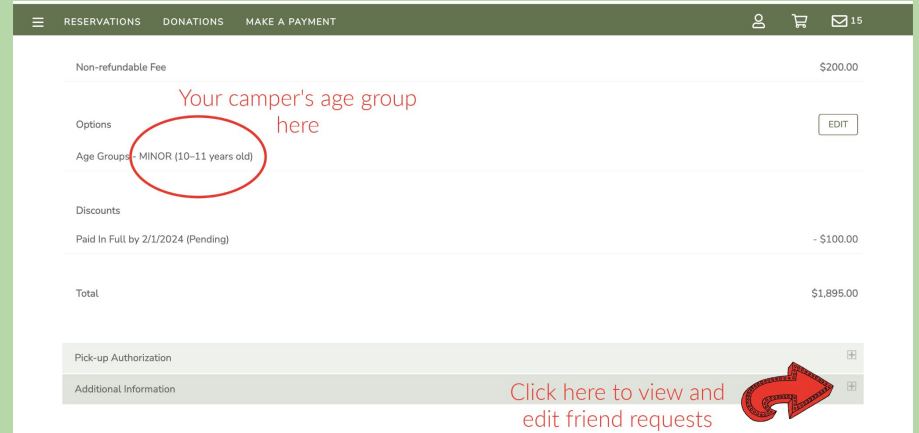 RESERVATIONS DONATIONS MAKE A PAYMENT 15
Non-refundable Fee $200.00
Your camper's age group
here
Options EDIT
Age Groups - MINOR (10–11 years old)
Discounts
Paid In Full by 2/1/2024 (Pending) - $100.00
Total $1,895.00
Pick-up Authorization
Additional Information
Click here to view and
edit friend requests